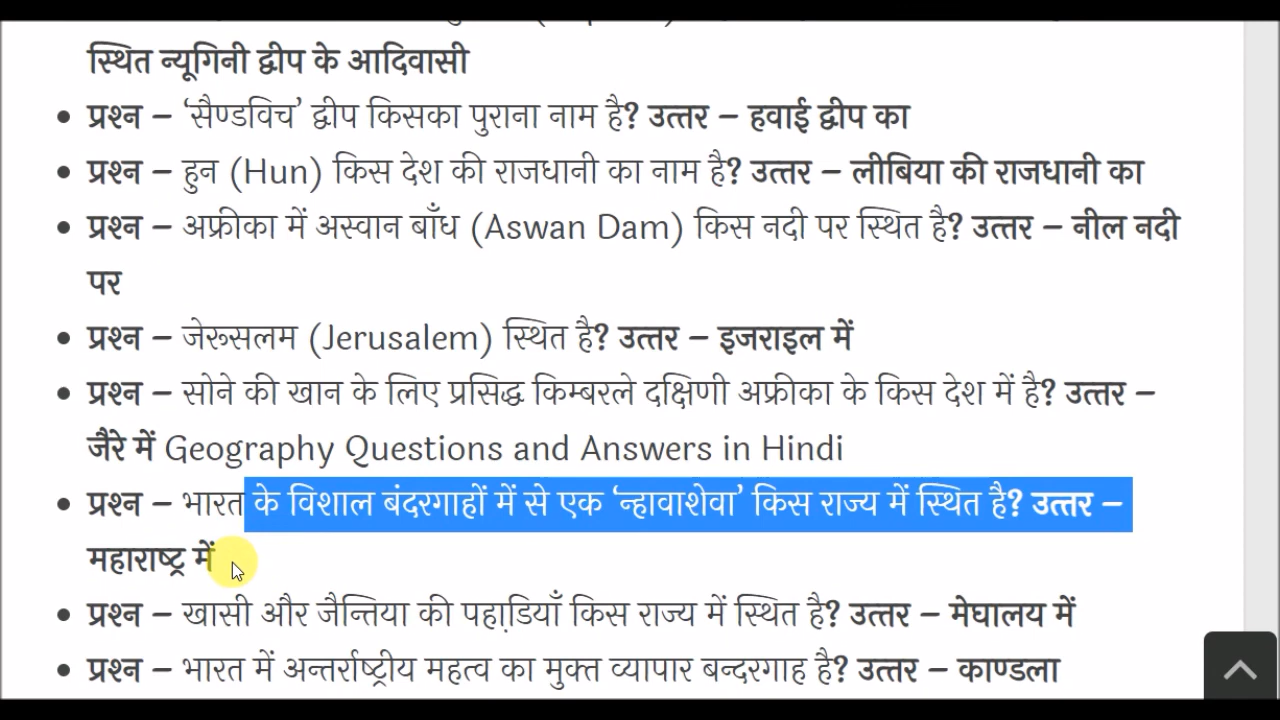 स्थित न्यूगिनी द्वीप के आदिवासी
• प्रश्न – ‘सैण्डविच’ द्वीप किसका पुराना नाम है? उत्तर – हवाई द्वीप का
• प्रश्न – हुन (Hun) किस देश की राजधानी का नाम है? उत्तर – लीबिया की राजधानी का
• प्रश्न – अफ्रीका में अस्वान बाँध (Aswan Dam) किस नदी पर स्थित है? उत्तर – नील नदी
पर
• प्रश्न – जेरूसलम (Jerusalem) स्थित है? उत्तर – इजराइल में
• प्रश्न – सोने की खान के लिए प्रसिद्ध किम्बरले दक्षिणी अफ्रीका के किस देश में है? उत्तर –
जैरे में Geography Questions and Answers in Hindi
• प्रश्न – भारत के विशाल बंदरगाहों में से एक ‘न्हावाशेवा’ किस राज्य में स्थित है? उत्तर –
महाराष्ट्र में
• प्रश्न – खासी और जैन्तिया की पहाड़ियाँ किस राज्य में स्थित है? उत्तर – मेघालय में
• प्रश्न – भारत में अन्तर्राष्ट्रीय महत्व का मुक्त व्यापार बन्दरगाह है? उत्तर – काण्डला